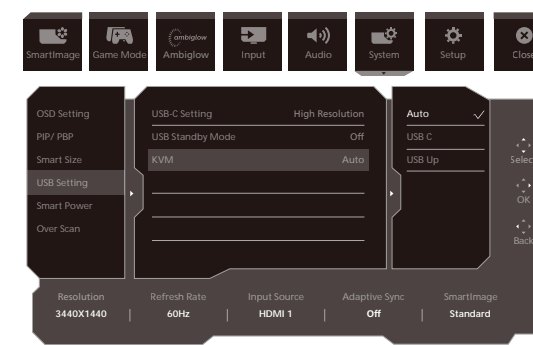 SmartImage Game Mode Ambiglow Input Audio System Setup Close
ambiglow
OSD Setting
PIP/ PBP
Smart Size
USB Setting
Smart Power
Over Scan
USB-C Setting High Resolution
USB Standby Mode Off
KVM Auto
Auto
USB C
USB Up
Selec
OK
Back
Resolution Refresh Rate Input Source Adaptive Sync SmartImage
3440X1440 | 60Hz | HDMI 1 | Off | Standard